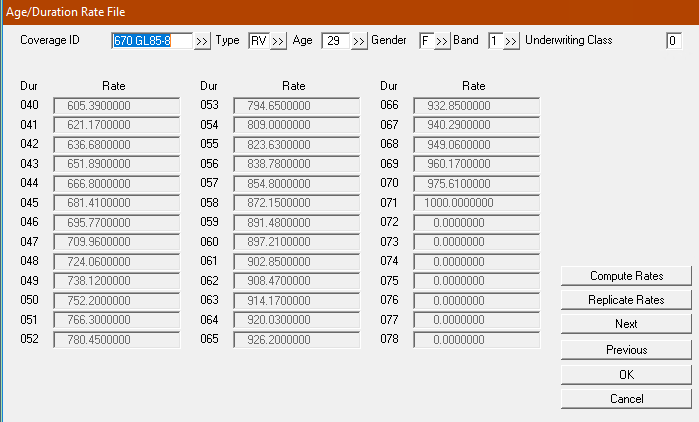 Age/Duration Rate File
Coverage ID 670 GL85-8 >> Type RV >> Age 29 >> Gender F >> Band 1 >> Underwriting Class 0
Dur Rate Dur Rate Dur Rate
040 605.3900000 053 794.6500000 066 932.8500000
041 621.1700000 054 809.0000000 067 940.2900000
042 636.6800000 055 823.6300000 068 949.0600000
043 651.8900000 056 838.7800000 069 960.1700000
044 666.8000000 057 854.8000000 070 975.6100000
045 681.4100000 058 872.1500000 071 1000.0000000
046 695.7700000 059 891.4800000 072 0.0000000
047 709.9600000 060 897.2100000 073 0.0000000
048 724.0600000 061 902.8500000 074 0.0000000
049 738.1200000 062 908.4700000 075 0.0000000
050 752.2000000 063 914.1700000 076 0.0000000
051 766.3000000 064 920.0300000 077 0.0000000
052 780.4500000 065 926.2000000 078 0.0000000
Compute Rates
Replicate Rates
Next
Previous
OK
Cancel